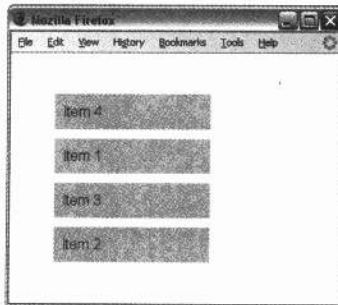 Mozilla Firefox
File Edit View History Bookmarks Tools Help
Item 4
Item 1
Item 3
Item 2